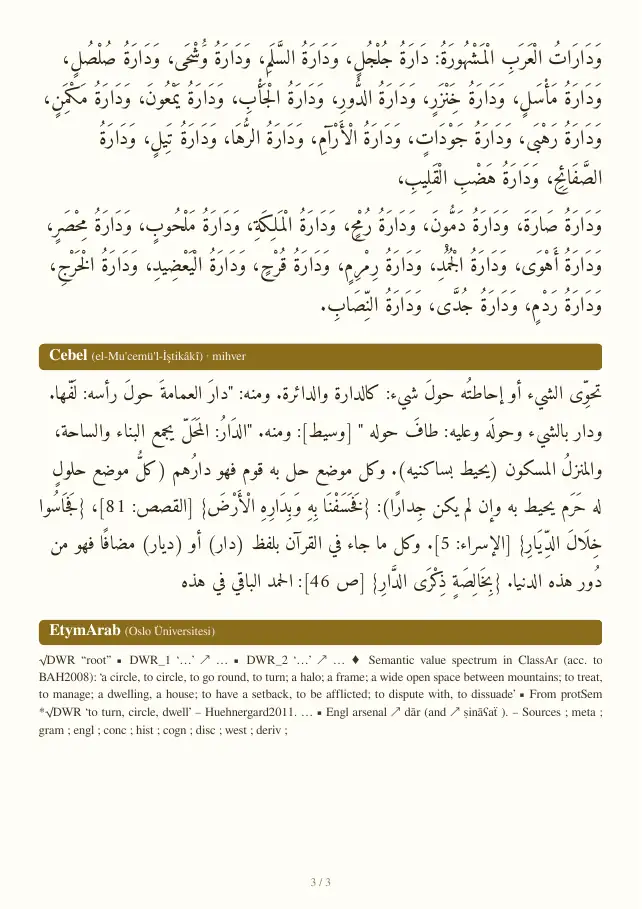 وَدَارَاتُ الْعَرَبِ الْمَشْهُورَةُ: دَارَةُ جُلْجُلٍ، وَدَارَةُ السَّلَمِ، وَدَارَةُ وَُشْحَى، وَدَارَةُ صُلْصُلٍ،
وَدَارَةُ مَأْسَلٍ، وَدَارَةُ خِنْزَرٍ، وَدَارَةُ الدُّورِ، وَدَارَةُ الْجَأْبِ، وَدَارَةُ يَمْعُونَ، وَدَارَةُ مَكْمَنٍ،
وَدَارَةُ رَهْبَى، وَدَارَةُ جَوْدَاتٍ، وَدَارَةُ الْأَرْآمِ، وَدَارَةُ الرُّهَا، وَدَارَةُ تَيَلٍ، وَدَارَةُ
الصَّفَائِحِ، وَدَارَةُ هَضْبِ الْقَلِيبِ،
وَدَارَةُ صَارَةَ، وَدَارَةُ دَمُّونَ، وَدَارَةُ رُمْحٍ، وَدَارَةُ الْمَلِكَةِ، وَدَارَةُ مَلْحُوبٍ، وَدَارَةُ مِحْصَرٍ،
وَدَارَةُ أَهْوَى، وَدَارَةُ الْجُمُدِ، وَدَارَةُ رِمْرِمٍ، وَدَارَةُ قُرْحٍ، وَدَارَةُ الْيَعْضِيدِ، وَدَارَةُ الْخَرْجِ،
وَدَارَةُ رَدْمٍ، وَدَارَةُ جُدَّى، وَدَارَةُ النِّصَابِ.
Cebel (el-Mu'cemü'l-İştikâkî) · mihver
تحوِّى الشيء أو إحاطتُه حولَ شيء: كالدارة والدائرة. ومنه: "دارَ العمامةَ حولَ رأسه: لَفّها.
ودار بالشيء وحولَه وعليه: طافَ حوله " [وسيط]: ومنه. "الدَارُ: المَحَلّ يجمع البناء والساحة،
والمنزلُ المسكون (يحيط بساكنيه). وكل موضع حل به قوم فهو دارُهم (كلُّ موضع حلولٍ
له حَرَم يحيط به وإن لم يكن جِدارًا): {فَخَسَفْنَا بِهِ وَبِدَارِهِ الْأَرْضَ} [القصص: 81]، {فَجَاسُوا
خِلَالَ الدِّيَارِ} [الإسراء: 5]. وكل ما جاء في القرآن بلفظ (دار) أو (ديار) مضافًا فهو من
دُور هذه الدنيا. {بِخَالِصَةٍ ذِكْرَى الدَّارِ} [ص 46]: الحمد الباقي في هذه
EtymArab (Oslo Üniversitesi)
√DWR “root” ▪ DWR_1 ‘…’ ↗ … ▪ DWR_2 ‘…’ ↗ … ♦ Semantic value spectrum in ClassAr (acc. to
BAH2008): ‘a circle, to circle, to go round, to turn; a halo; a frame; a wide open space between mountains; to treat,
to manage; a dwelling, a house; to have a setback, to be afflicted; to dispute with, to dissuade’ ▪ From protSem
*√DWR ‘to turn, circle, dwell’ – Huehnergard2011. … ▪ Engl arsenal ↗ dār (and ↗ ṣināʕaẗ ). – Sources ; meta ;
gram ; engl ; conc ; hist ; cogn ; disc ; west ; deriv ;
3 / 3